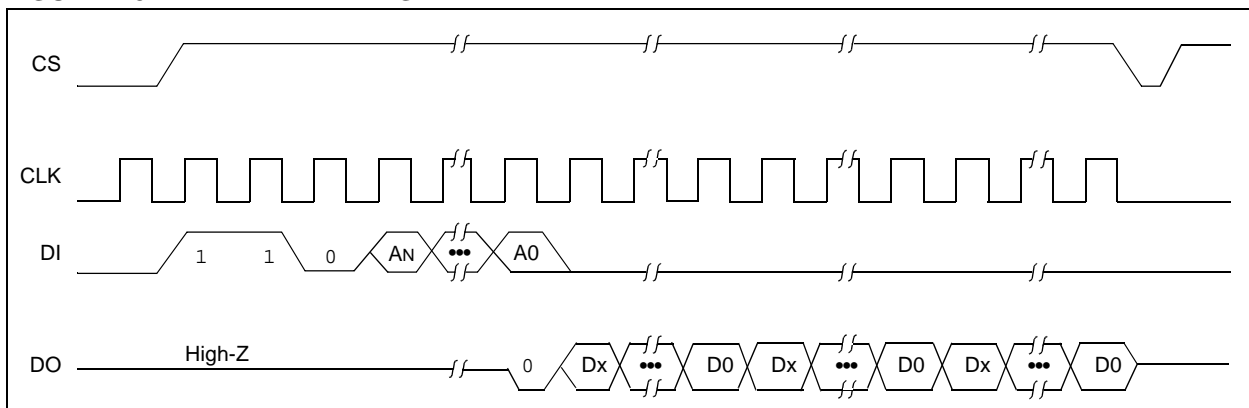 CS
CLK
DI 1 1 0 AN ••• A0
High-Z
DO 0 Dx ••• D0 Dx ••• D0 Dx ••• D0